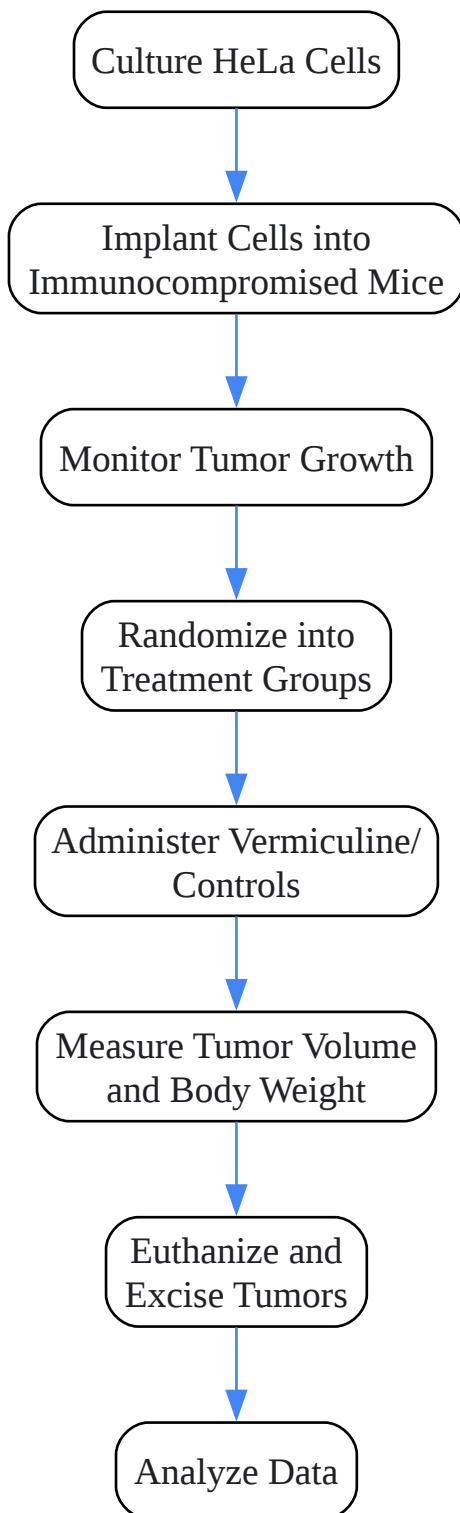 Culture HeLa Cells
Implant Cells into
Immunocompromised Mice
Monitor Tumor Growth
Randomize into
Treatment Groups
Administer Vermiculine/
Controls
Measure Tumor Volume
and Body Weight
Euthanize and
Excise Tumors
Analyze Data